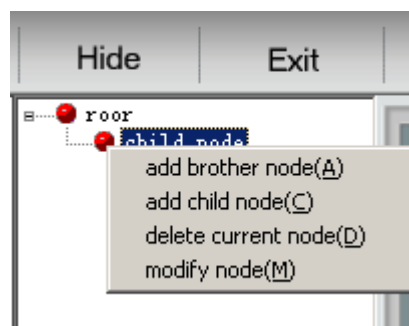 Hide Exit
roor
child node
add brother node(A)
add child node(C)
delete current node(D)
modify node(M)